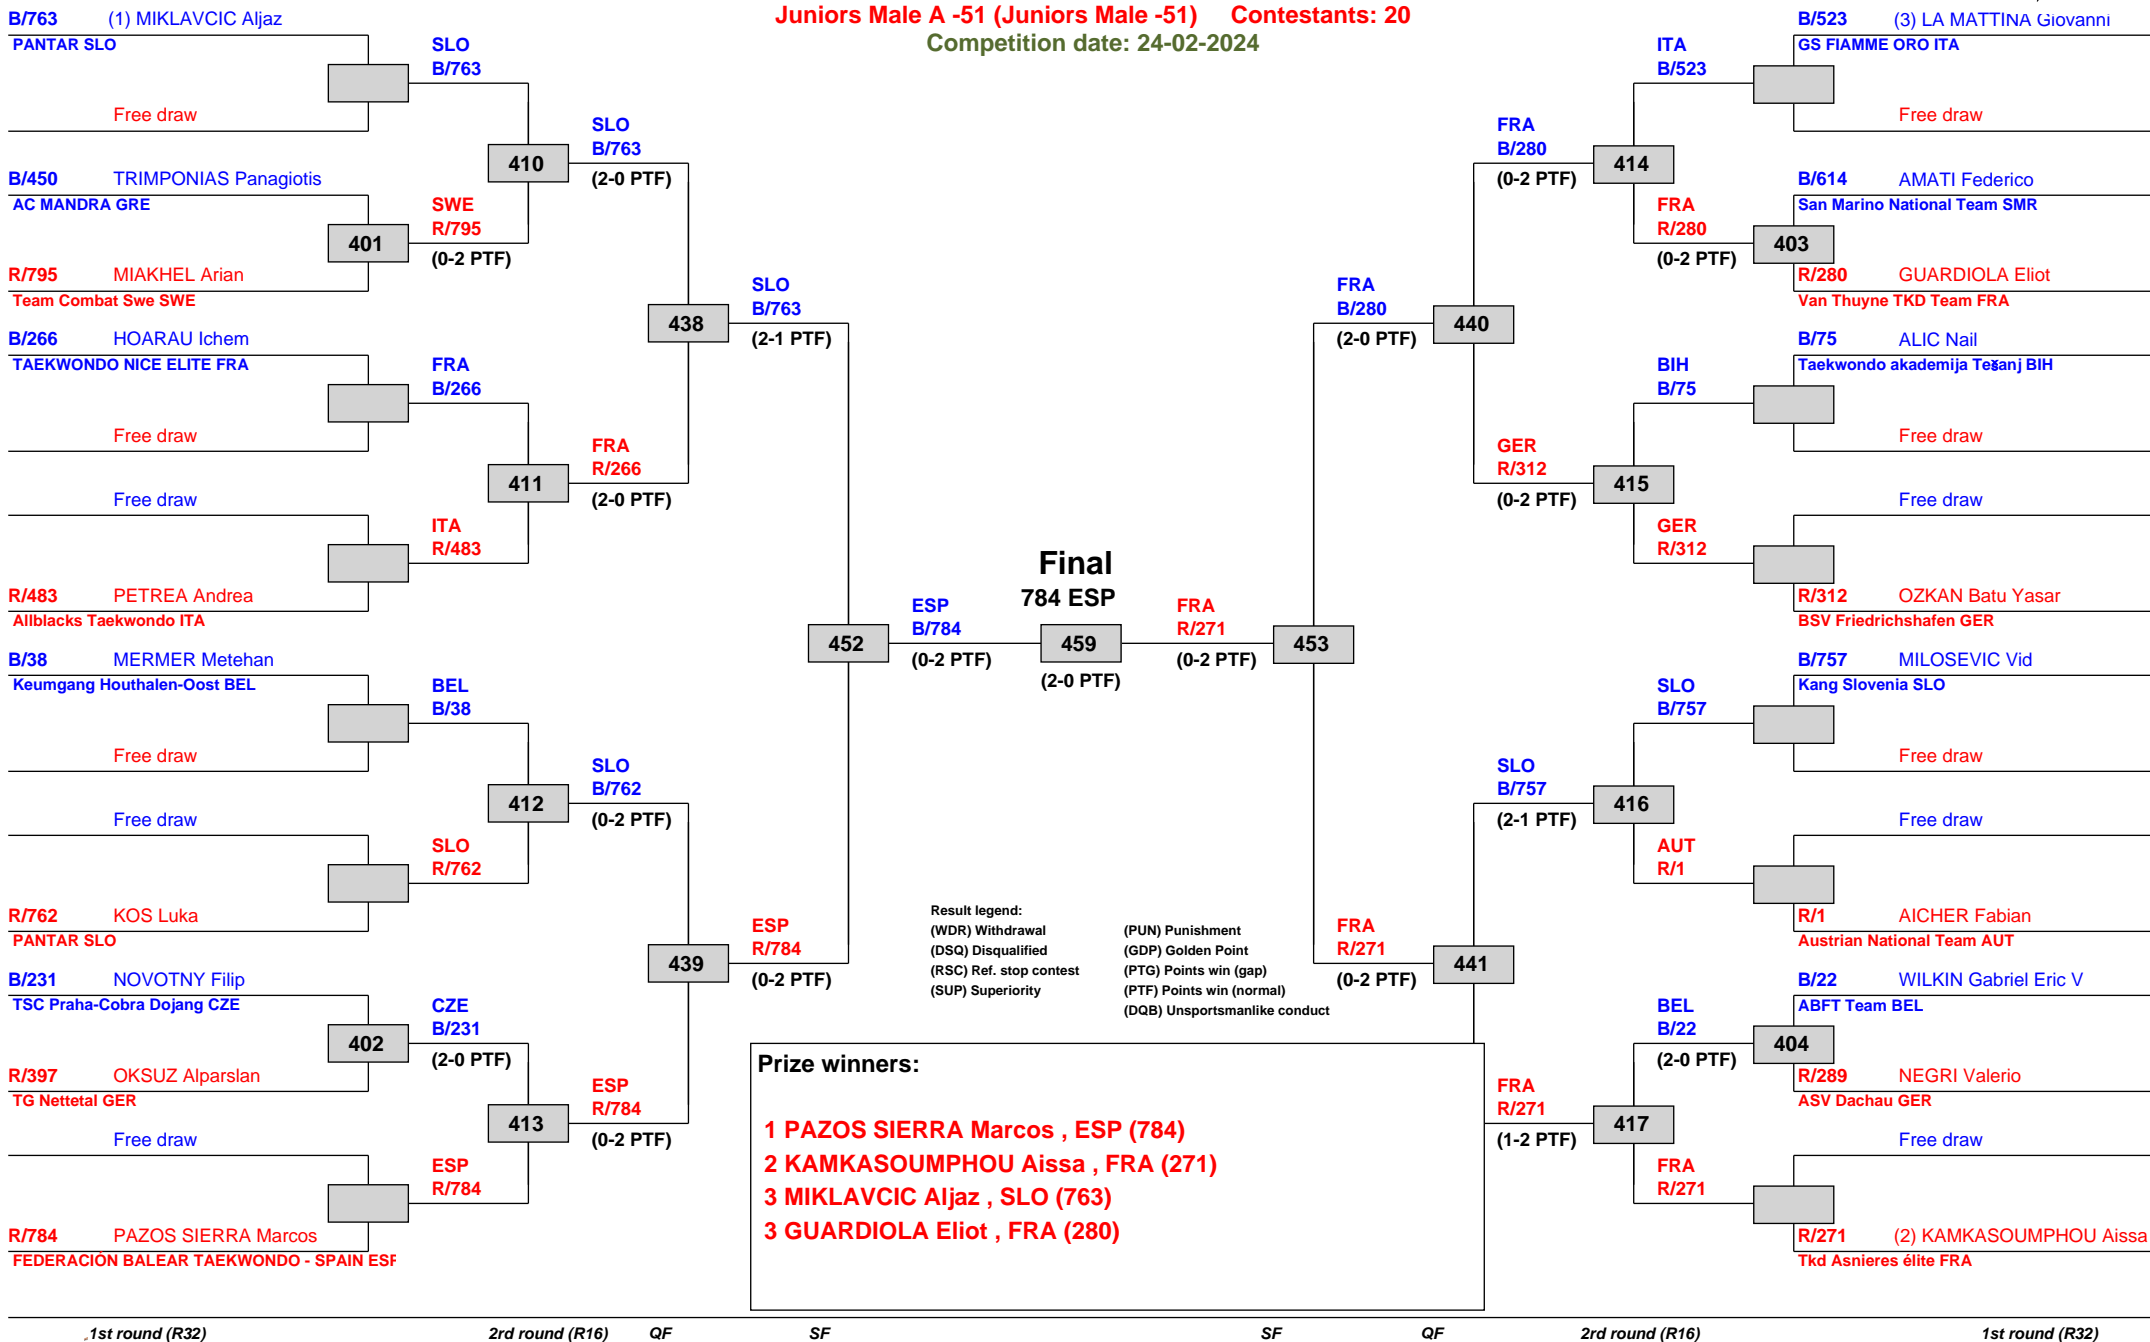 Juniors Male A -51 (Juniors Male -51) Contestants: 20
Competition date: 24-02-2024
B/763 (1) MIKLAVCIC Aljaz
PANTAR SLO
Free draw
B/450 TRIMPONIAS Panagiotis
AC MANDRA GRE
401
R/795 MIAKHEL Arian
Team Combat Swe SWE
B/266 HOARAU Ichem
TAEKWONDO NICE ELITE FRA
Free draw
Free draw
R/483 PETREA Andrea
Allblacks Taekwondo ITA
B/38 MERMER Metehan
Keumgang Houthalen-Oost BEL
Free draw
Free draw
R/762 KOS Luka
PANTAR SLO
B/231 NOVOTNY Filip
TSC Praha-Cobra Dojang CZE
402
R/397 OKSUZ Alparslan
TG Nettetal GER
Free draw
R/784 PAZOS SIERRA Marcos
FEDERACIÓN BALEAR TAEKWONDO - SPAIN ESP
SLO
B/763
410
SWE
R/795
(0-2 PTF)
FRA
B/266
411
ITA
R/483
BEL
B/38
412
SLO
R/762
CZE
B/231
(2-0 PTF)
413
ESP
R/784
SLO
B/763
(2-0 PTF)
438
FRA
R/266
(2-0 PTF)
SLO
B/762
(0-2 PTF)
439
ESP
R/784
(0-2 PTF)
SLO
B/763
(2-1 PTF)
452
ESP
R/784
(0-2 PTF)
ESP
B/784
(0-2 PTF)
Final
784 ESP
459
(2-0 PTF)
FRA
R/271
(0-2 PTF)
453
FRA
B/280
(2-0 PTF)
FRA
R/271
(0-2 PTF)
440
441
FRA
B/280
(0-2 PTF)
GER
R/312
(0-2 PTF)
SLO
B/757
(2-1 PTF)
FRA
R/271
(1-2 PTF)
ITA
B/523
414
FRA
R/280
(0-2 PTF)
BIH
B/75
415
GER
R/312
SLO
B/757
416
AUT
R/1
BEL
B/22
(2-0 PTF)
417
FRA
R/271
B/523 (3) LA MATTINA Giovanni
GS FIAMME ORO ITA
Free draw
B/614 AMATI Federico
San Marino National Team SMR
403
R/280 GUARDIOLA Eliot
Van Thuyne TKD Team FRA
B/75 ALIC Nail
Taekwondo akademija Tešanj BIH
Free draw
Free draw
R/312 OZKAN Batu Yasar
BSV Friedrichshafen GER
B/757 MILOSEVIC Vid
Kang Slovenia SLO
Free draw
Free draw
R/1 AICHER Fabian
Austrian National Team AUT
B/22 WILKIN Gabriel Eric V
ABFT Team BEL
404
R/289 NEGRI Valerio
ASV Dachau GER
Free draw
R/271 (2) KAMKASOUMPHOU Aissa
Tkd Asnieres élite FRA
Result legend:
(WDR) Withdrawal (PUN) Punishment
(DSQ) Disqualified (GDP) Golden Point
(RSC) Ref. stop contest (PTG) Points win (gap)
(SUP) Superiority (PTF) Points win (normal)
(DQB) Unsportsmanlike conduct
Prize winners:
1 PAZOS SIERRA Marcos , ESP (784)
2 KAMKASOUMPHOU Aissa , FRA (271)
3 MIKLAVCIC Aljaz , SLO (763)
3 GUARDIOLA Eliot , FRA (280)
1st round (R32) 2rd round (R16) QF SF SF QF 2rd round (R16) 1st round (R32)